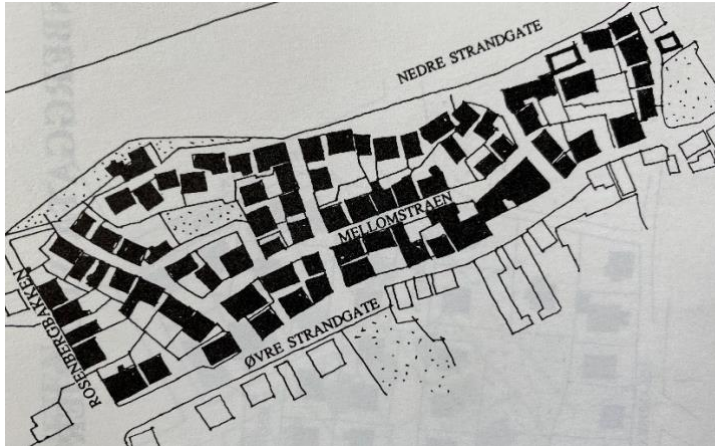 NEDRE STRANDGATE
MELLOMSTRAEN
ROSENBERGBAKKEN
ØVRE STRANDGATE